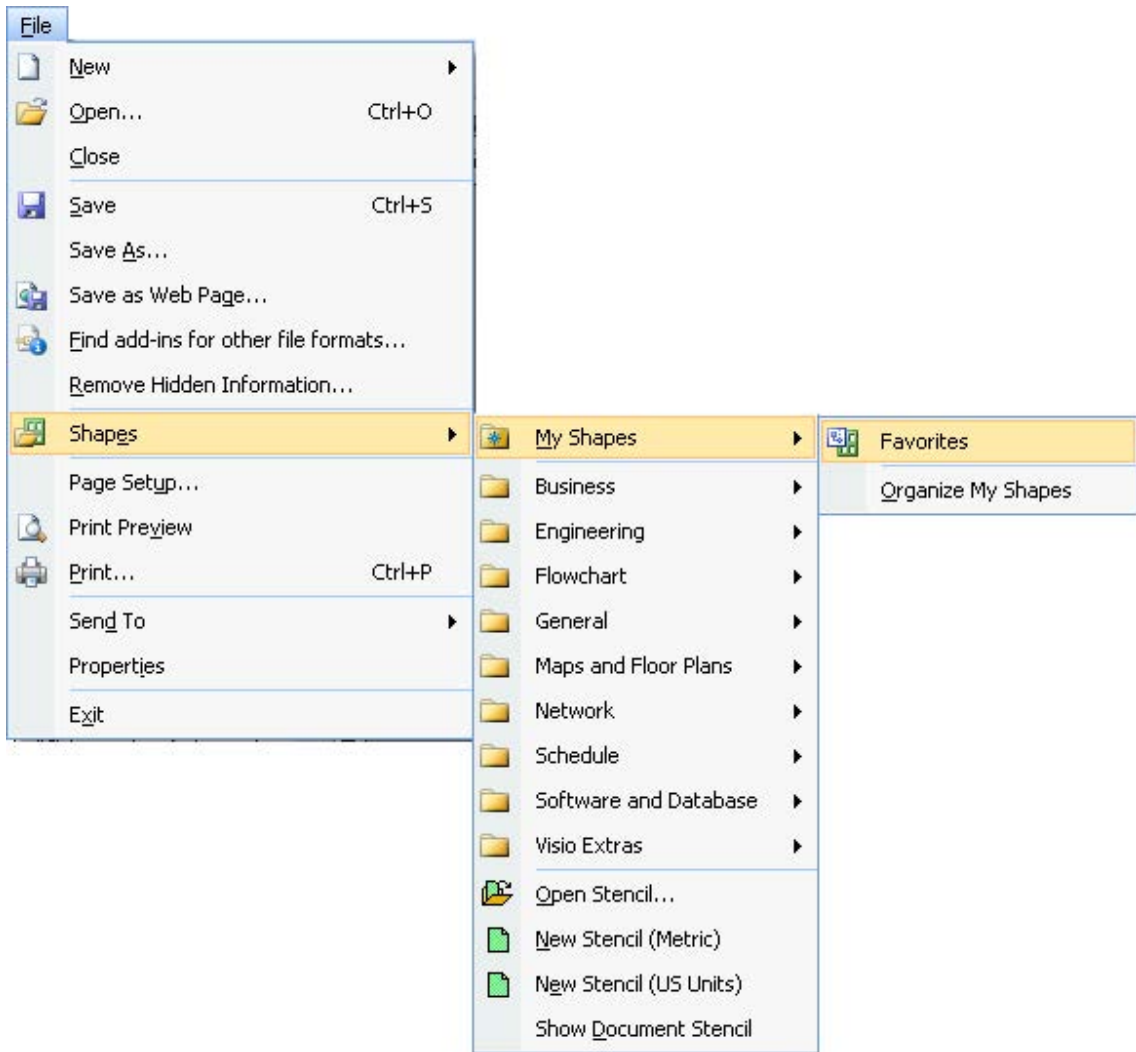 File
New
Open... Ctrl+O
Close
Save Ctrl+S
Save As...
Save as Web Page...
Find add-ins for other file formats...
Remove Hidden Information...
Shapes
Page Setup...
Print Preview
Print... Ctrl+P
Send To
Properties
Exit
My Shapes
Business
Engineering
Flowchart
General
Maps and Floor Plans
Network
Schedule
Software and Database
Visio Extras
Open Stencil...
New Stencil (Metric)
New Stencil (US Units)
Show Document Stencil
Favorites
Organize My Shapes